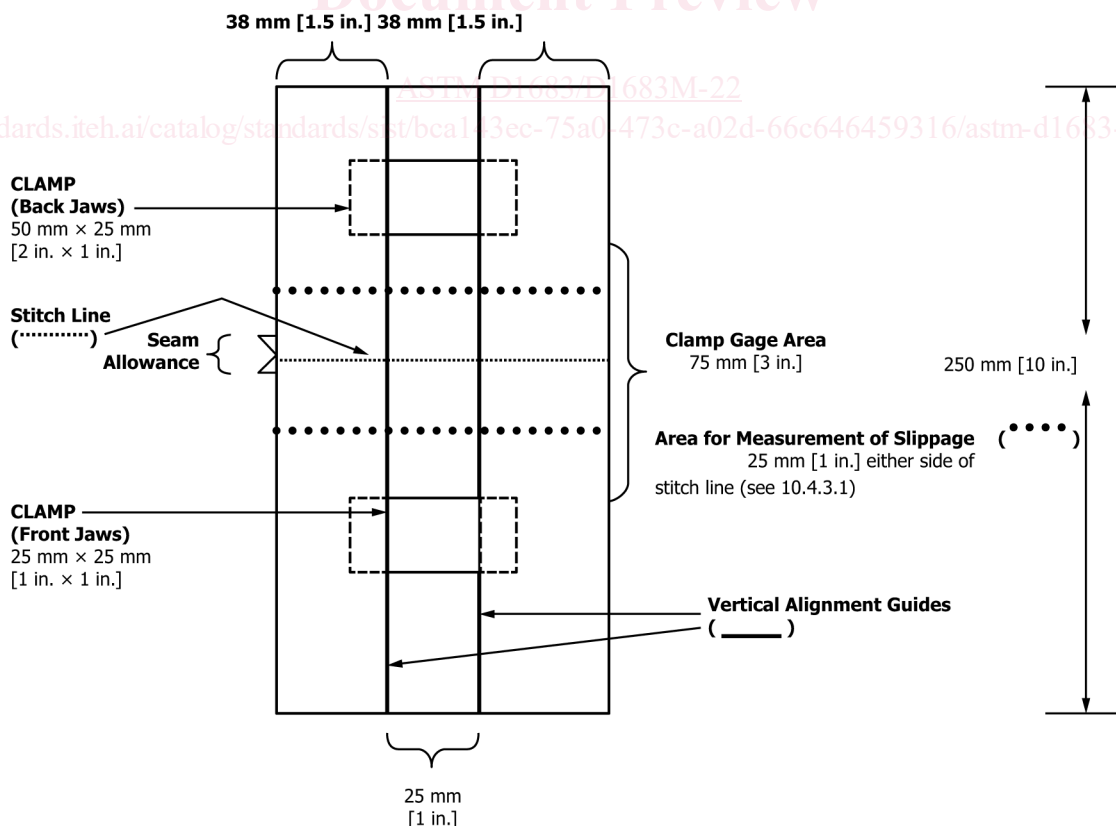 Document Preview
38 mm [1.5 in.] 38 mm [1.5 in.]
ASTM D1683/D1683M-22
dards.iteh.ai/catalog/standards/sist/bca143ec-75a0-473c-a02d-66c646459316/astm-d1683-
CLAMP
(Back Jaws)
50 mm × 25 mm
[2 in. × 1 in.]
Stitch Line
(··············)
Seam
Allowance
Clamp Gage Area
75 mm [3 in.]
250 mm [10 in.]
Area for Measurement of Slippage (• • • •)
25 mm [1 in.] either side of
stitch line (see 10.4.3.1)
CLAMP
(Front Jaws)
25 mm × 25 mm
[1 in. × 1 in.]
Vertical Alignment Guides
( ____ )
25 mm
[1 in.]